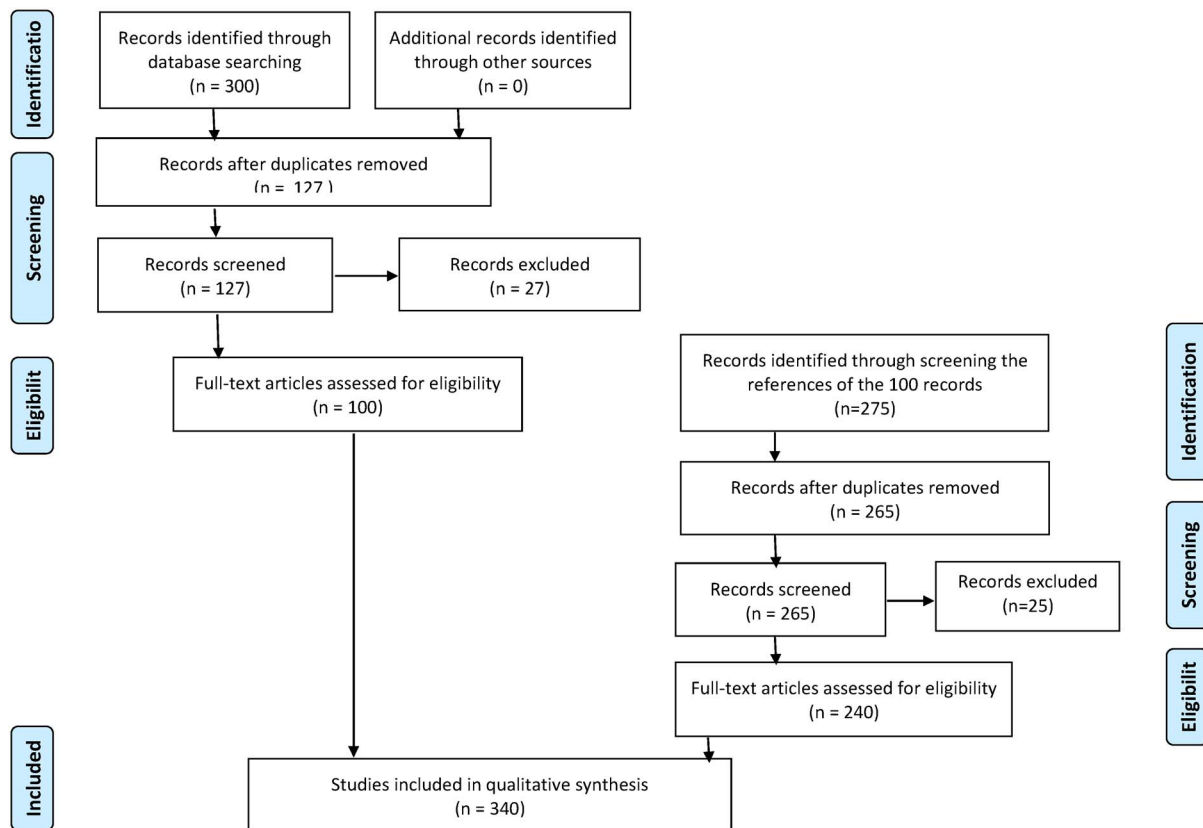 Identificatio
Records identified through
database searching
(n = 300)
Additional records identified
through other sources
(n = 0)
Screening
Records after duplicates removed
(n = 127 )
Records screened
(n = 127)
Records excluded
(n = 27)
Eligibilit
Full-text articles assessed for eligibility
(n = 100)
Identification
Records identified through screening the
references of the 100 records
(n=275)
Records after duplicates removed
(n = 265)
Screening
Records screened
(n = 265)
Records excluded
(n=25)
Eligibilit
Full-text articles assessed for eligibility
(n = 240)
Included
Studies included in qualitative synthesis
(n = 340)